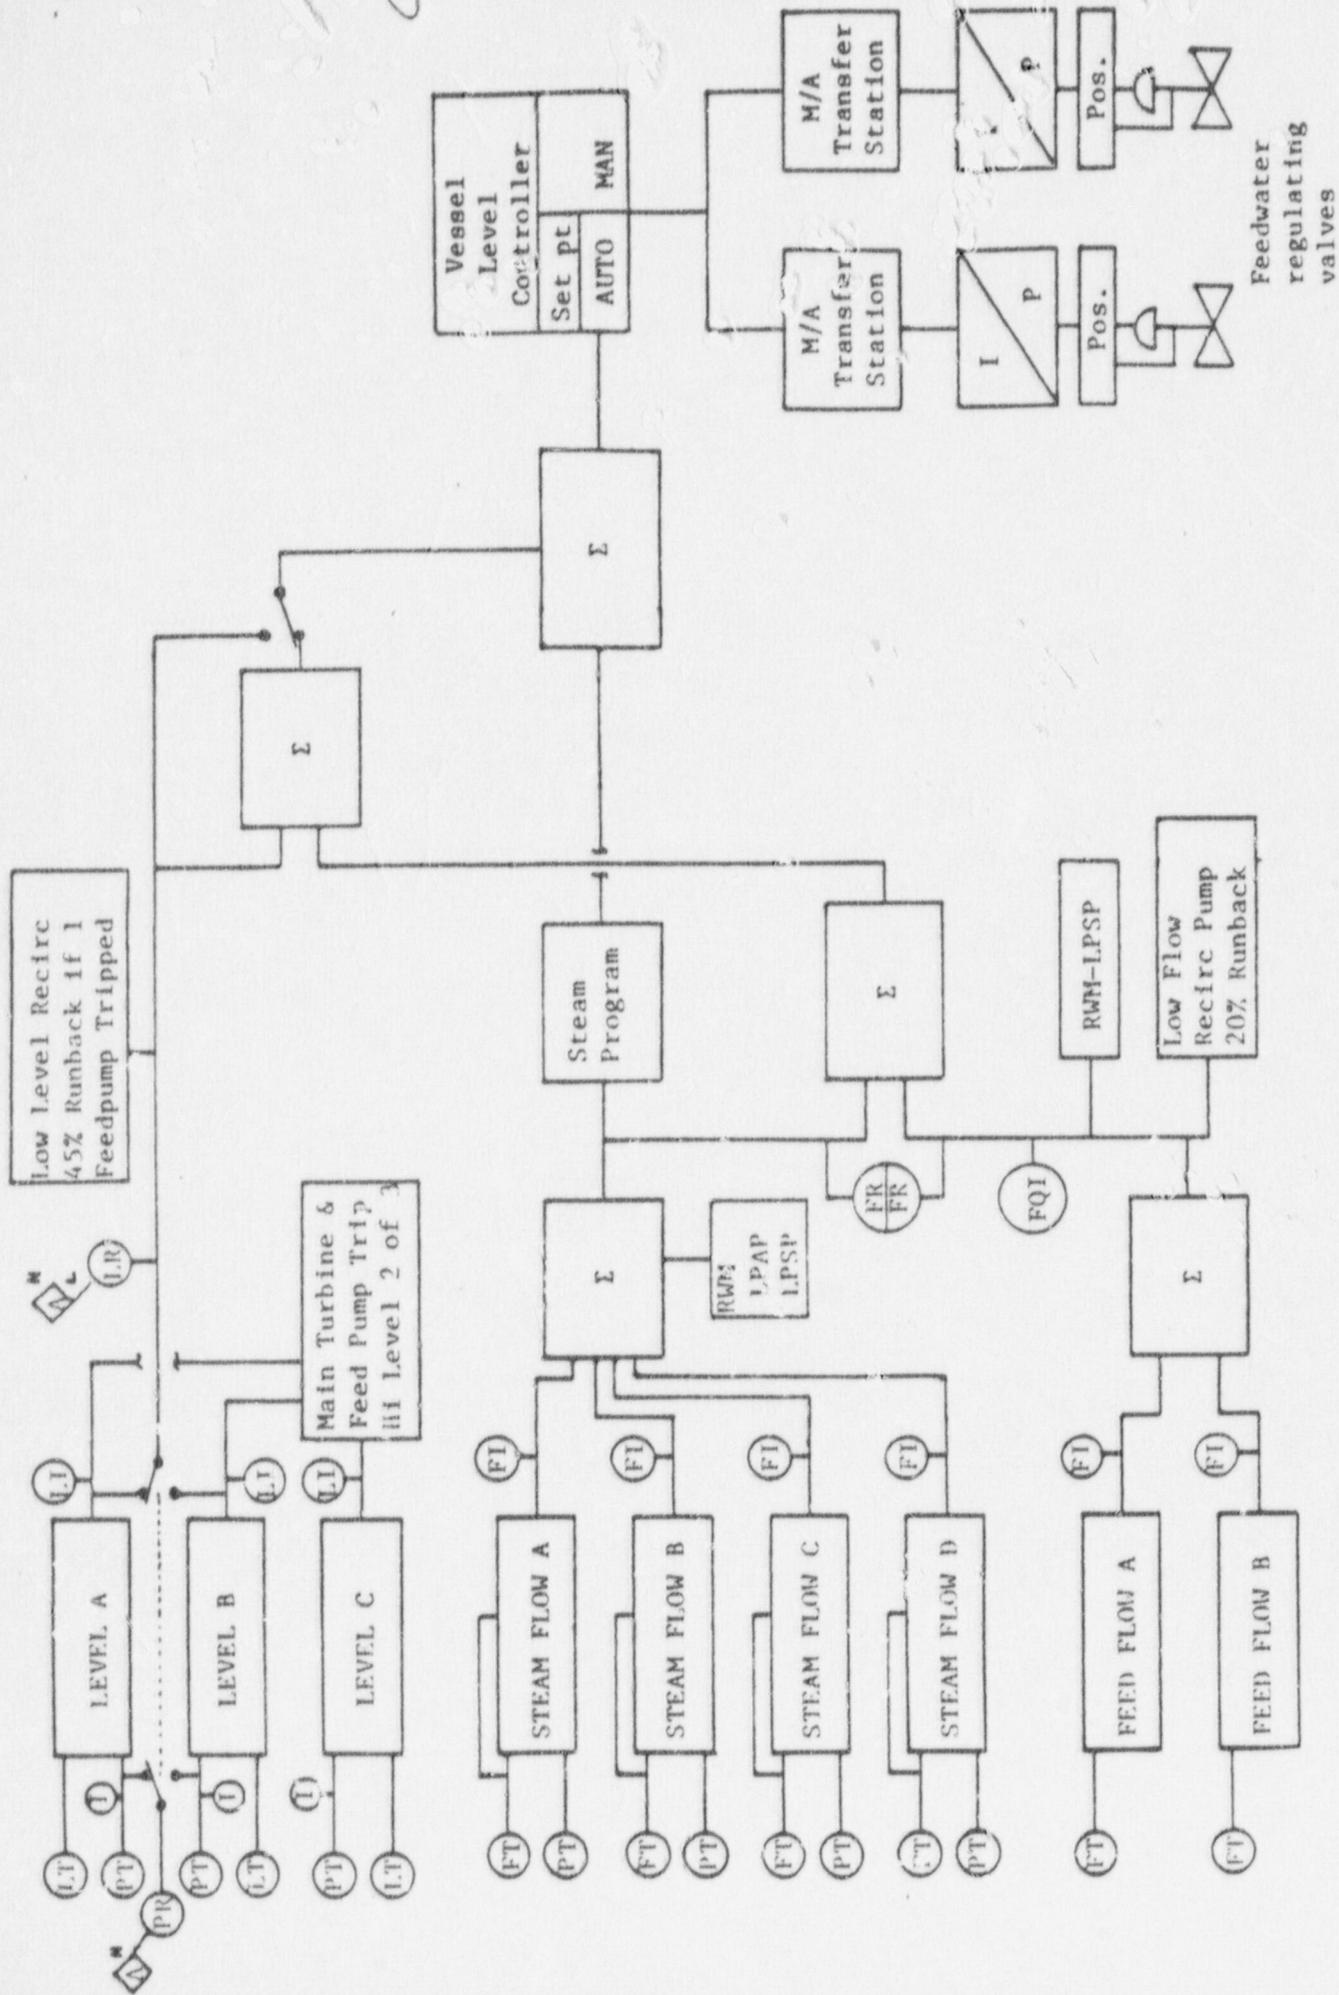 Low Level Recirc
45% Runback if 1
Feedpump Tripped
H
L
LR
H
PR
LT
PT
PT
LT
PT
LT
I
I
I
LEVEL A
LEVEL B
LEVEL C
LI
LI
LI
Main Turbine &
Feed Pump Trip
Hi Level 2 of 3
FT
PT
FT
PT
FT
PT
FT
PT
STEAM FLOW A
STEAM FLOW B
STEAM FLOW C
STEAM FLOW D
FI
FI
FI
FI
Σ
RWM
LPAP
LPSP
Steam
Program
FT
FT
FEED FLOW A
FEED FLOW B
FI
FI
Σ
FR
FR
FQI
Σ
RWM-LPSP
Low Flow
Recirc Pump
20% Runback
Σ
Σ
Vessel
Level
Controller
Set pt
AUTO MAN
M/A
Transfer
Station
I
P
Pos.
M/A
Transfer
Station
P
Pos.
Feedwater
regulating
valves